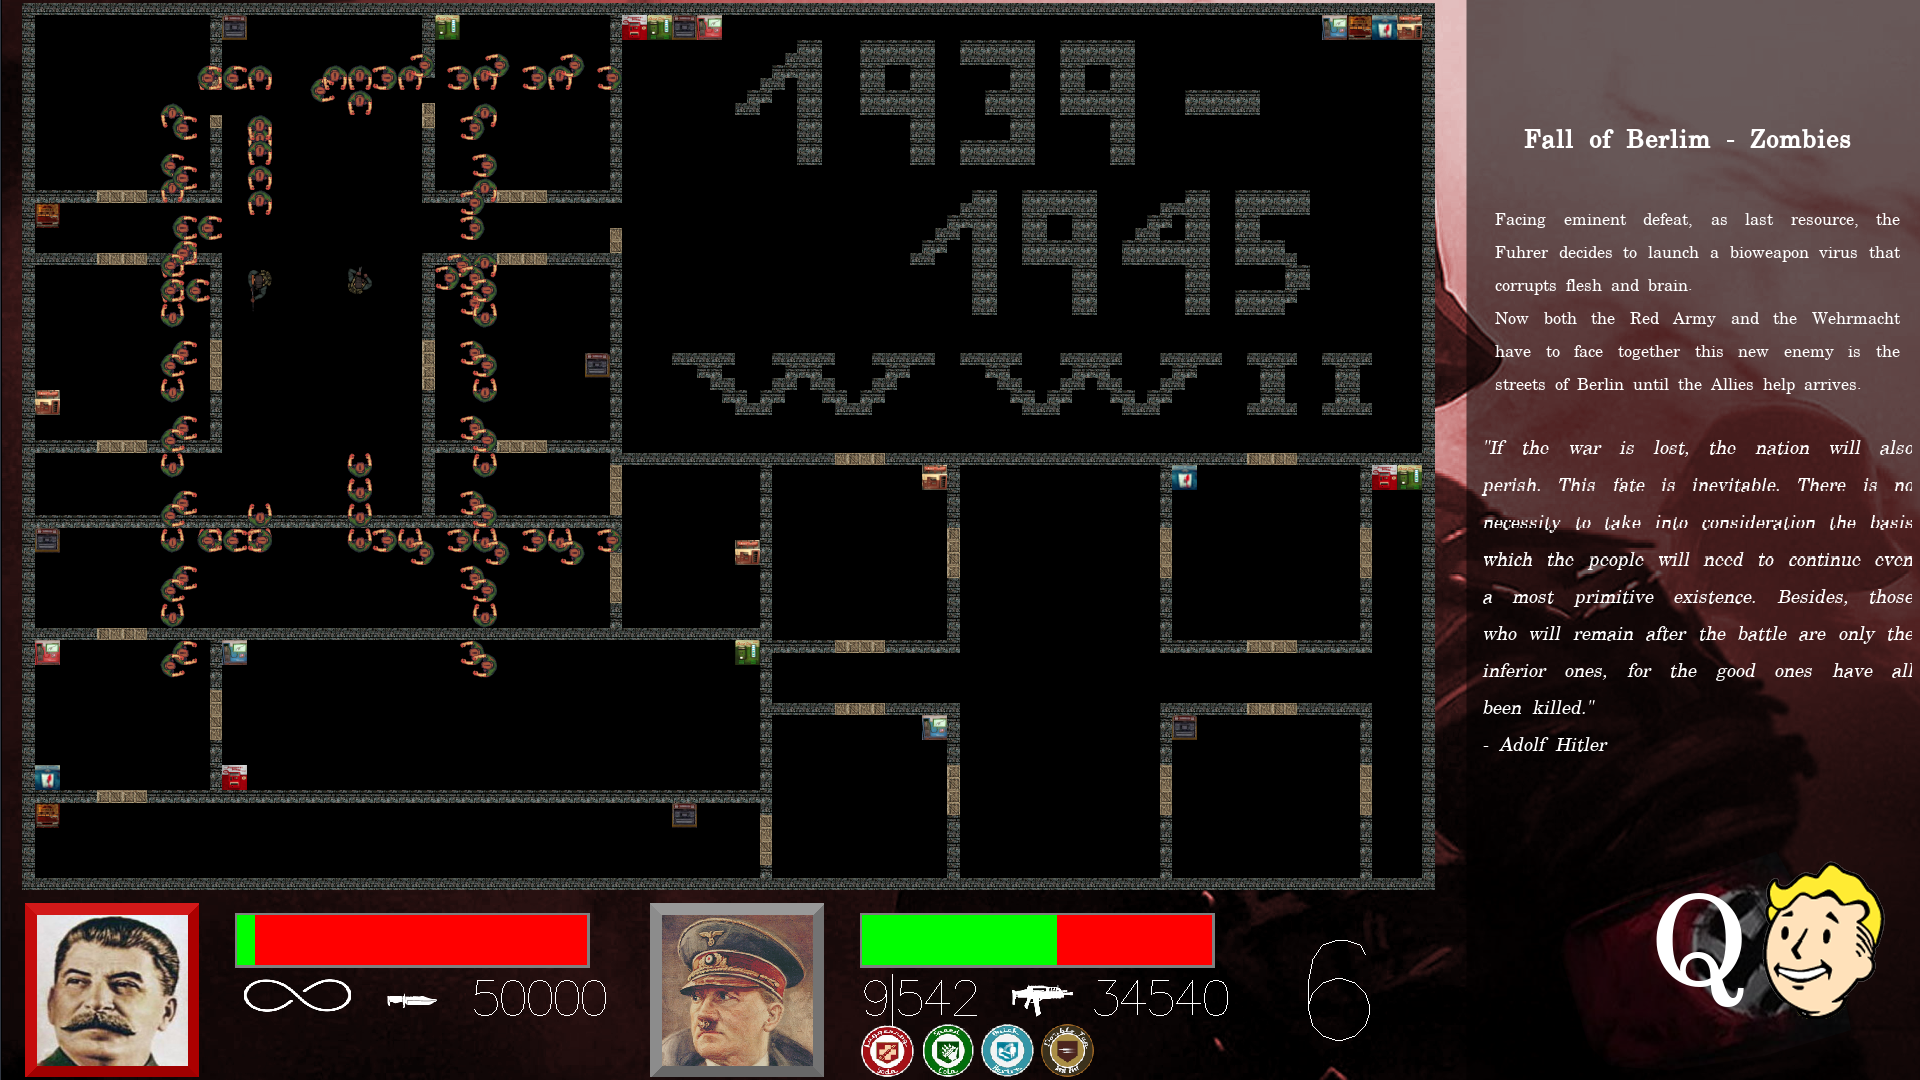 1939 -
1945
WWII
Fall of Berlim - Zombies
Facing eminent defeat, as last resource, the
Fuhrer decides to launch a bioweapon virus that
corrupts flesh and brain.
Now both the Red Army and the Wehrmacht
have to face together this new enemy is the
streets of Berlin until the Allies help arrives.
"If the war is lost, the nation will also
perish. This fate is inevitable. There is no
necessity to take into consideration the basis
which the people will need to continue even
a most primitive existence. Besides, those
who will remain after the battle are only the
inferior ones, for the good ones have all
been killed."
- Adolf Hitler
∞ 50000
9|542 34540
6
Q